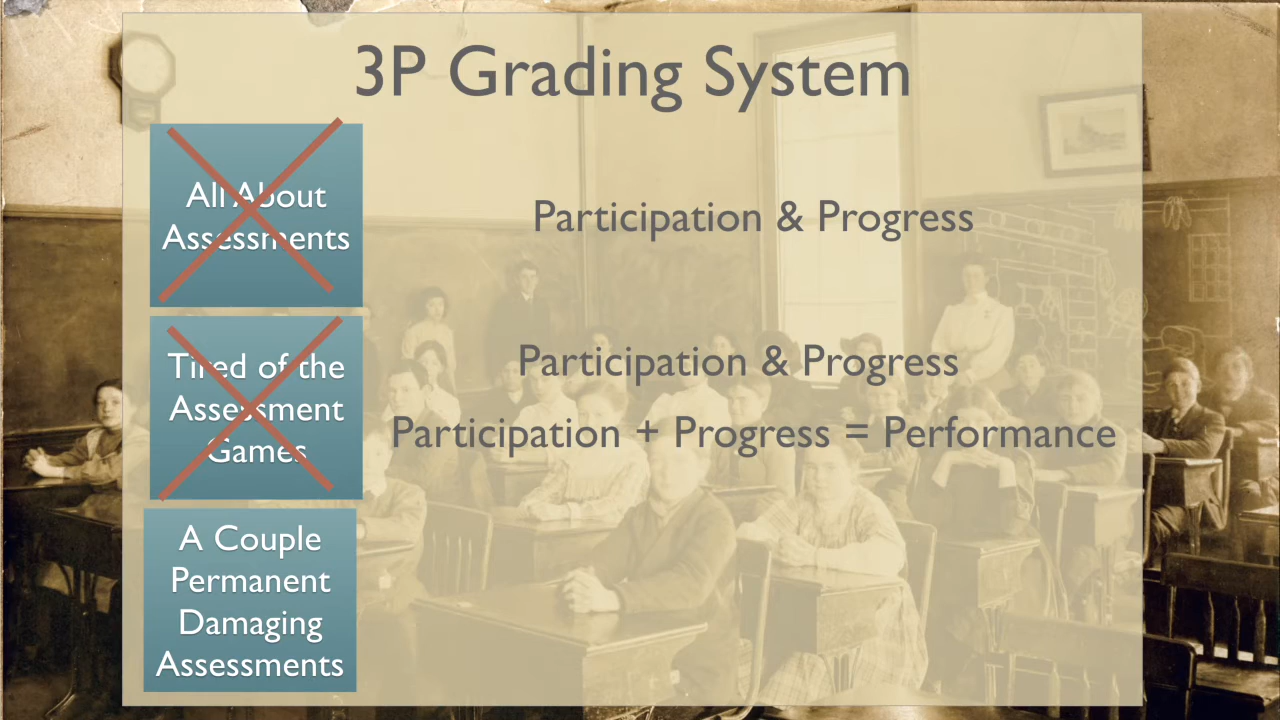 3P Grading System
All About
Assessments
Participation & Progress
Tired of the
Assessment
Games
Participation & Progress
Participation + Progress = Performance
A Couple
Permanent
Damaging
Assessments